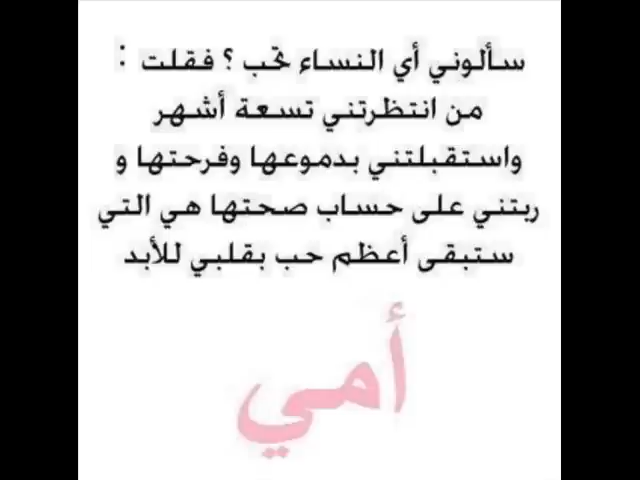 سألوني أي النساء تحب ؟ فقلت :
من انتظرتني تسعة أشهر
واستقبلتني بدموعها وفرحتها و
ربتني على حساب صحتها هي التي
ستبقى أعظم حب بقلبي للأبد
أمي